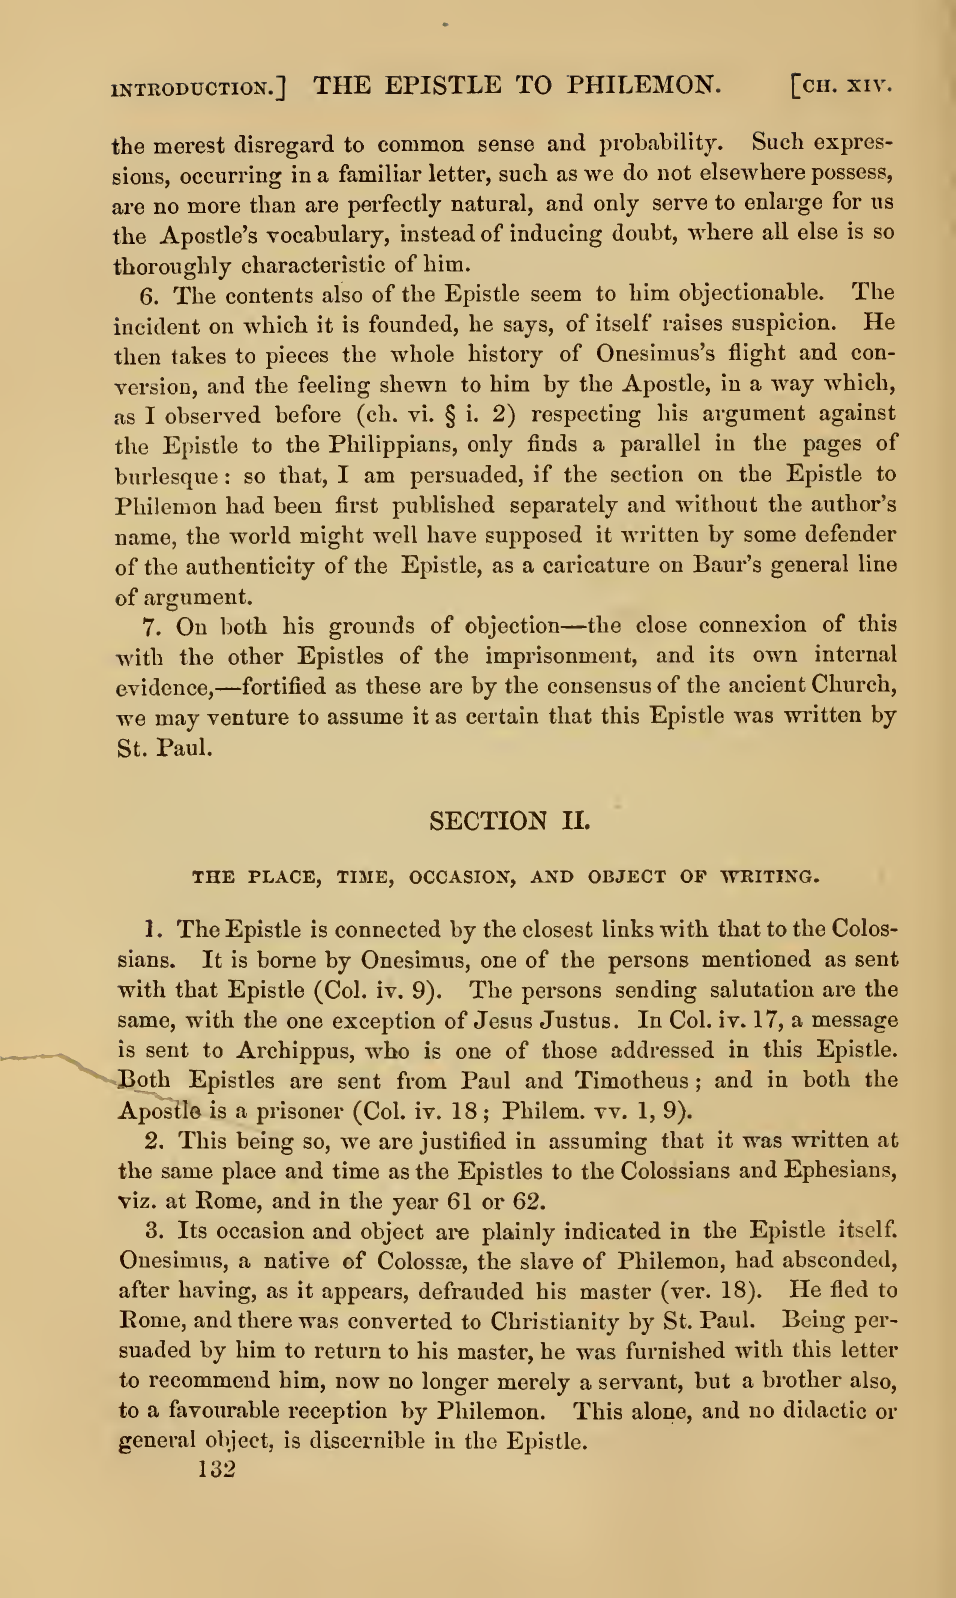 INTRODUCTION.] THE EPISTLE TO PHILEMON. [CH. XIV.
the merest disregard to common sense and probability. Such expres-
sions, occurring in a familiar letter, such as we do not elsewhere possess,
are no more than are perfectly natural, and only serve to enlarge for us
the Apostle's vocabulary, instead of inducing doubt, where all else is so
thoroughly characteristic of him.
6. The contents also of the Epistle seem to him objectionable. The
incident on which it is founded, he says, of itself raises suspicion. He
then takes to pieces the whole history of Onesimus's flight and con-
version, and the feeling shewn to him by the Apostle, in a way which,
as I observed before (ch. vi. § i. 2) respecting his argument against
the Epistle to the Philippians, only finds a parallel in the pages of
burlesque: so that, I am persuaded, if the section on the Epistle to
Philemon had been first published separately and without the author's
name, the world might well have supposed it written by some defender
of the authenticity of the Epistle, as a caricature on Baur's general line
of argument.
7. On both his grounds of objection—the close connexion of this
with the other Epistles of the imprisonment, and its own internal
evidence,—fortified as these are by the consensus of the ancient Church,
we may venture to assume it as certain that this Epistle was written by
St. Paul.
SECTION II.
THE PLACE, TIME, OCCASION, AND OBJECT OF WRITING.
1. The Epistle is connected by the closest links with that to the Colos-
sians. It is borne by Onesimus, one of the persons mentioned as sent
with that Epistle (Col. iv. 9). The persons sending salutation are the
same, with the one exception of Jesus Justus. In Col. iv. 17, a message
is sent to Archippus, who is one of those addressed in this Epistle.
Both Epistles are sent from Paul and Timotheus; and in both the
Apostle is a prisoner (Col. iv. 18; Philem. vv. 1, 9).
2. This being so, we are justified in assuming that it was written at
the same place and time as the Epistles to the Colossians and Ephesians,
viz. at Rome, and in the year 61 or 62.
3. Its occasion and object are plainly indicated in the Epistle itself.
Onesimus, a native of Colossæ, the slave of Philemon, had absconded,
after having, as it appears, defrauded his master (ver. 18). He fled to
Rome, and there was converted to Christianity by St. Paul. Being per-
suaded by him to return to his master, he was furnished with this letter
to recommend him, now no longer merely a servant, but a brother also,
to a favourable reception by Philemon. This alone, and no didactic or
general object, is discernible in the Epistle.
132